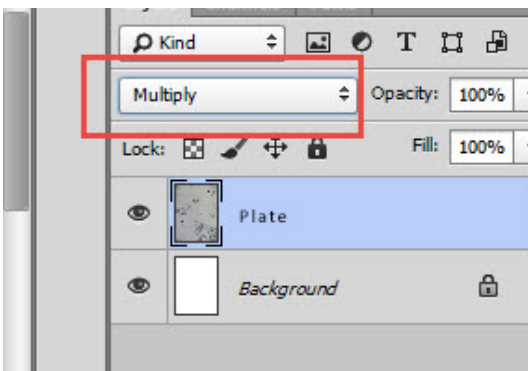 Kind
Multiply Opacity: 100%
Lock: Fill: 100%
Plate
Background